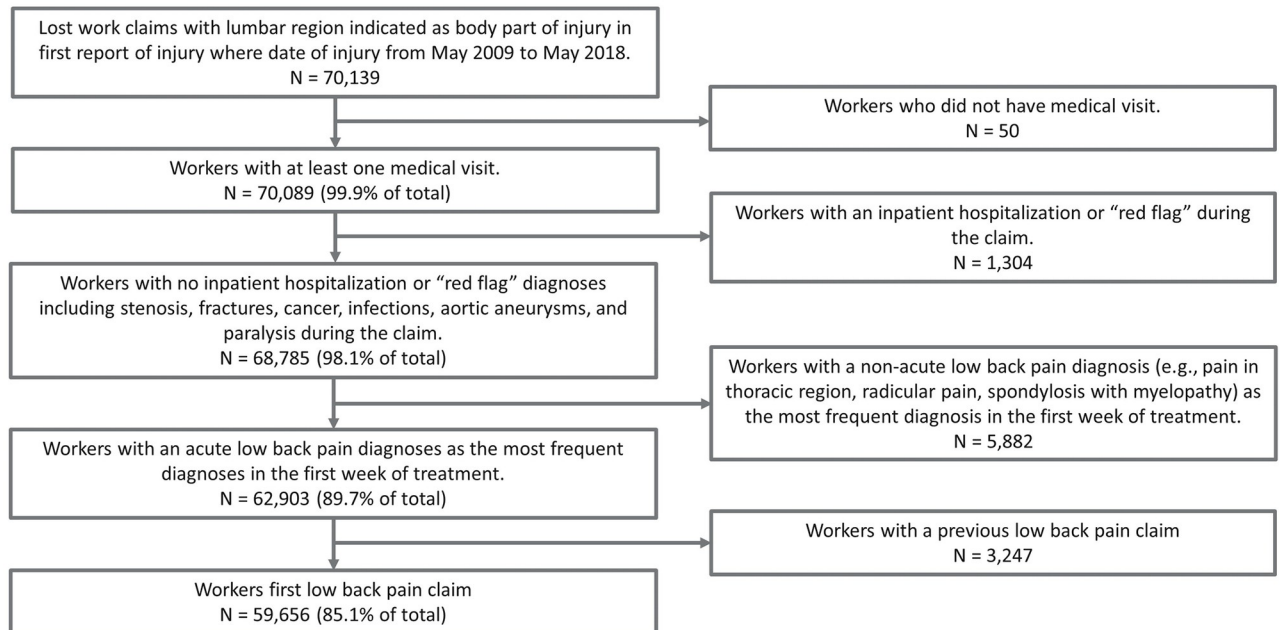 Lost work claims with lumbar region indicated as body part of injury in
first report of injury where date of injury from May 2009 to May 2018.
N = 70,139
Workers who did not have medical visit.
N = 50
Workers with at least one medical visit.
N = 70,089 (99.9% of total)
Workers with an inpatient hospitalization or “red flag” during
the claim.
N = 1,304
Workers with no inpatient hospitalization or “red flag” diagnoses
including stenosis, fractures, cancer, infections, aortic aneurysms, and
paralysis during the claim.
N = 68,785 (98.1% of total)
Workers with a non-acute low back pain diagnosis (e.g., pain in
thoracic region, radicular pain, spondylosis with myelopathy) as
the most frequent diagnosis in the first week of treatment.
N = 5,882
Workers with an acute low back pain diagnoses as the most frequent
diagnoses in the first week of treatment.
N = 62,903 (89.7% of total)
Workers with a previous low back pain claim
N = 3,247
Workers first low back pain claim
N = 59,656 (85.1% of total)